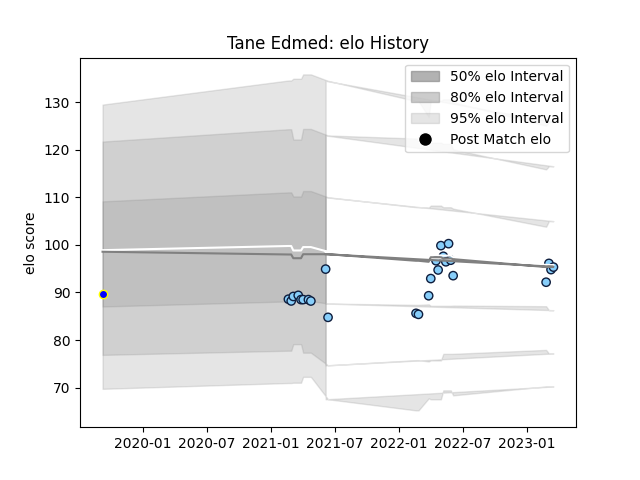 Tane Edmed: elo History
50% elo Interval
80% elo Interval
95% elo Interval
Post Match elo
elo score
130
120
110
100
90
80
70
2020-01 2020-07 2021-01 2021-07 2022-01 2022-07 2023-01